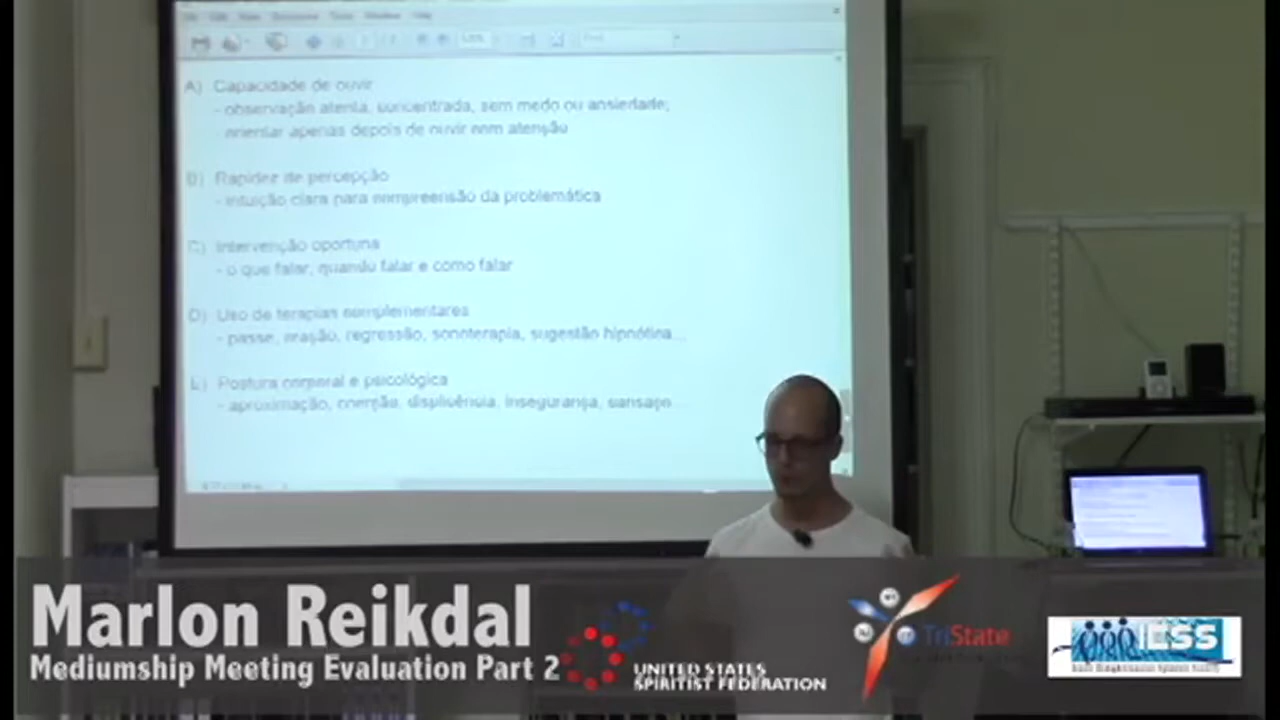 A) Capacidade de ouvir
- observação atenta, concentrada, sem medo ou ansiedade;
orientar apenas depois de ouvir com atenção
B) Rapidez de percepção
- intuição clara para compreensão da problemática
C) Intervenção oportuna
- o que falar, quando falar e como falar
D) Uso de terapias complementares
- passe, oração, regressão, sonoterapia, sugestão hipnótica...
E) Postura corporal e psicológica
- aproximação, correção, displicência, insegurança, cansaço...
Marlon Reikdal
Mediumship Meeting Evaluation Part 2
UNITED STATES
SPIRITIST FEDERATION
TriState
ESS